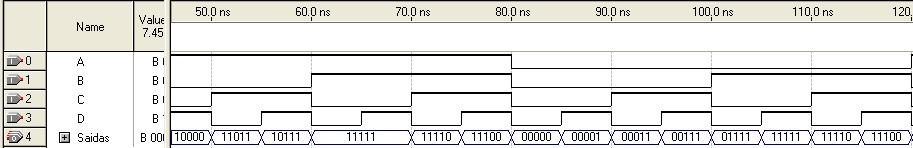 Name Value 7.45 50.0 ns 60.0 ns 70.0 ns 80.0 ns 90.0 ns 100.0 ns 110.0 ns 120.
0 A B
1 B B
2 C B
3 D B
4 Saidas B 00 10000 11011 10111 11111 11110 11100 00000 00001 00011 00111 01111 11111 11110 11100